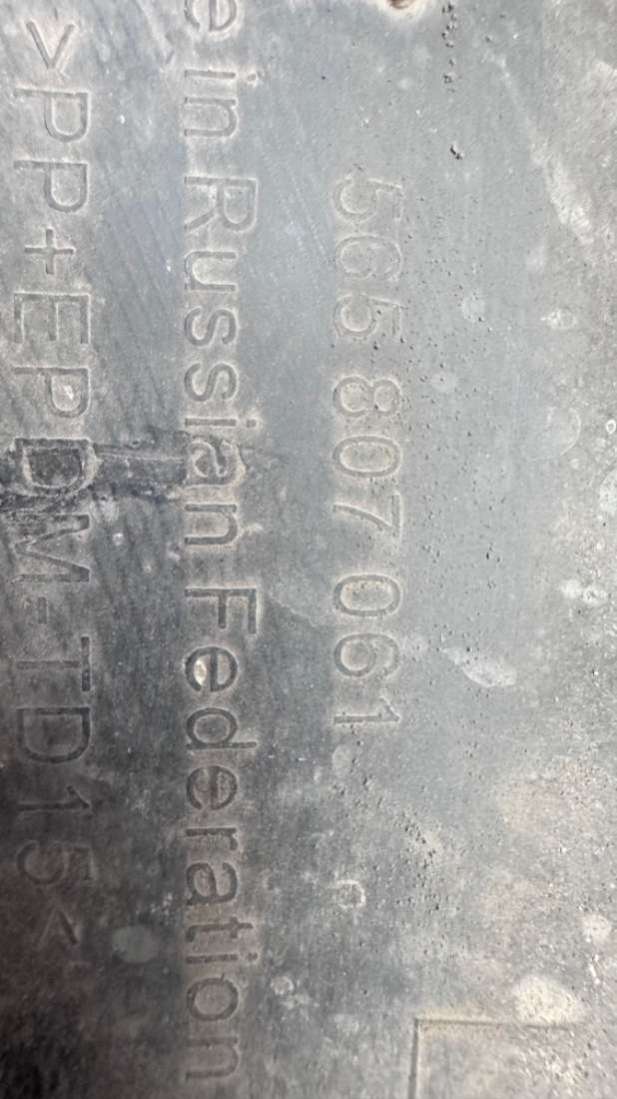 565 807 061
e in Russian Federation
>PP+EPDM-TD15<